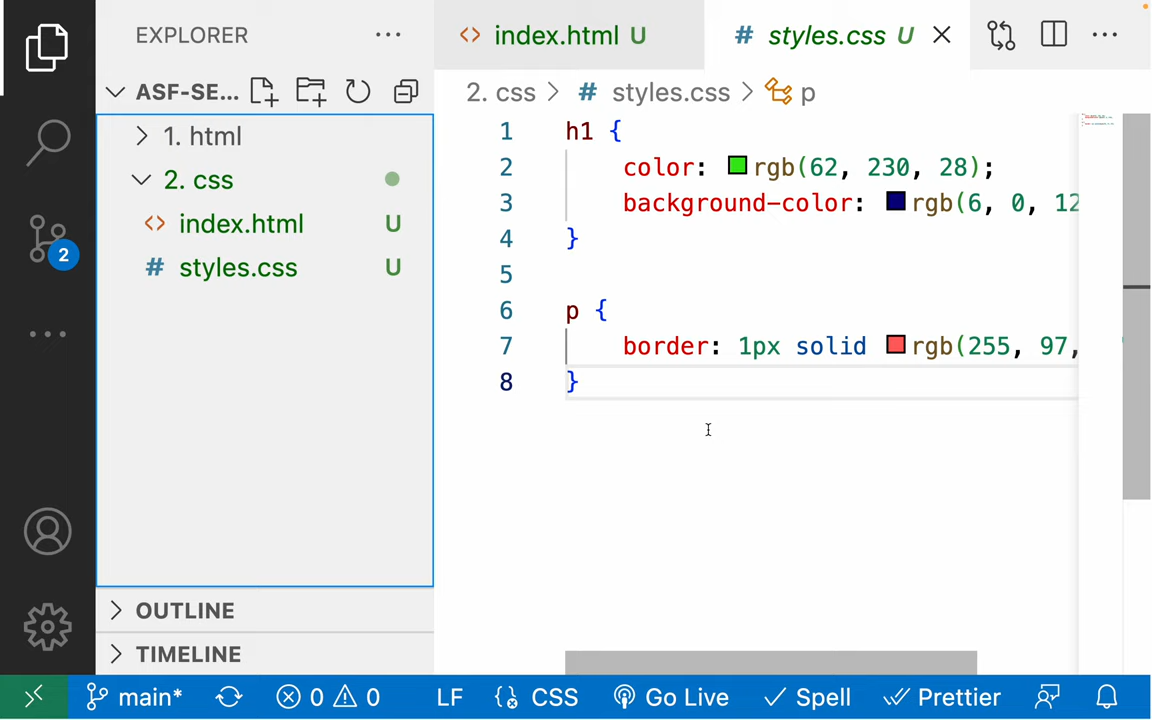 EXPLORER
ASF-SE...
1. html
2. css
index.html U
styles.css U
OUTLINE
TIMELINE
index.html U
# styles.css U
2. css > # styles.css > p
1 h1 {
2 color: rgb(62, 230, 28);
3 background-color: rgb(6, 0, 12
4 }
5
6 p {
7 border: 1px solid rgb(255, 97,
8 }
2
main* 0 0 LF CSS Go Live Spell Prettier